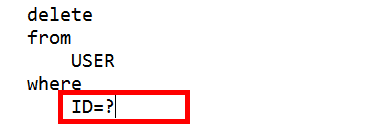 delete
from
USER
where
ID=?